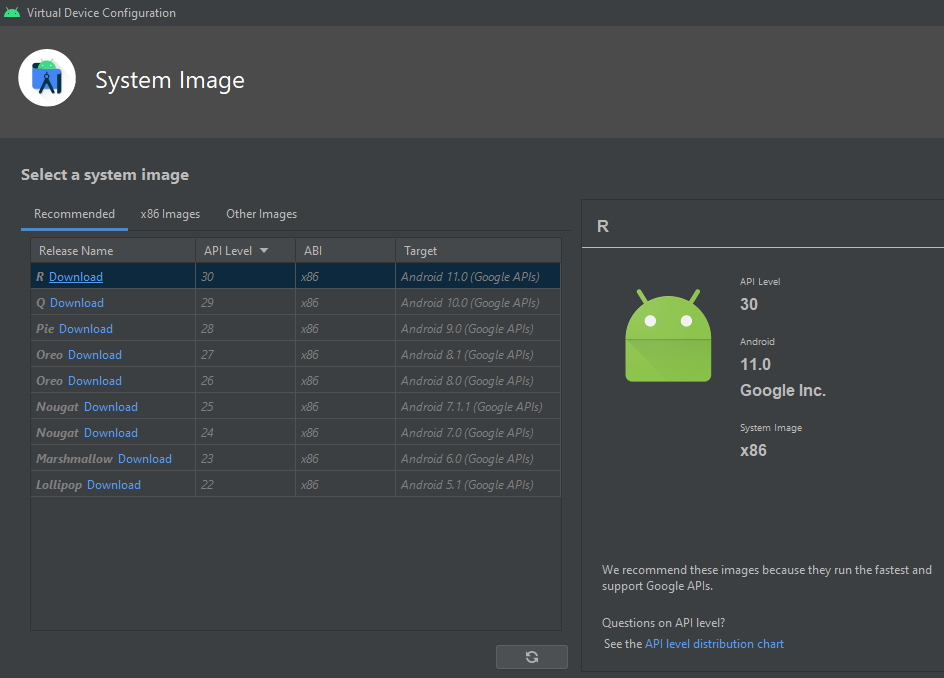 Virtual Device Configuration
System Image
Select a system image
Recommended x86 Images Other Images
Release Name API Level ABI Target
R Download 30 x86 Android 11.0 (Google APIs)
Q Download 29 x86 Android 10.0 (Google APIs)
Pie Download 28 x86 Android 9.0 (Google APIs)
Oreo Download 27 x86 Android 8.1 (Google APIs)
Oreo Download 26 x86 Android 8.0 (Google APIs)
Nougat Download 25 x86 Android 7.1.1 (Google APIs)
Nougat Download 24 x86 Android 7.0 (Google APIs)
Marshmallow Download 23 x86 Android 6.0 (Google APIs)
Lollipop Download 22 x86 Android 5.1 (Google APIs)
R
API Level
30
Android
11.0
Google Inc.
System Image
x86
We recommend these images because they run the fastest and
support Google APIs.
Questions on API level?
See the API level distribution chart